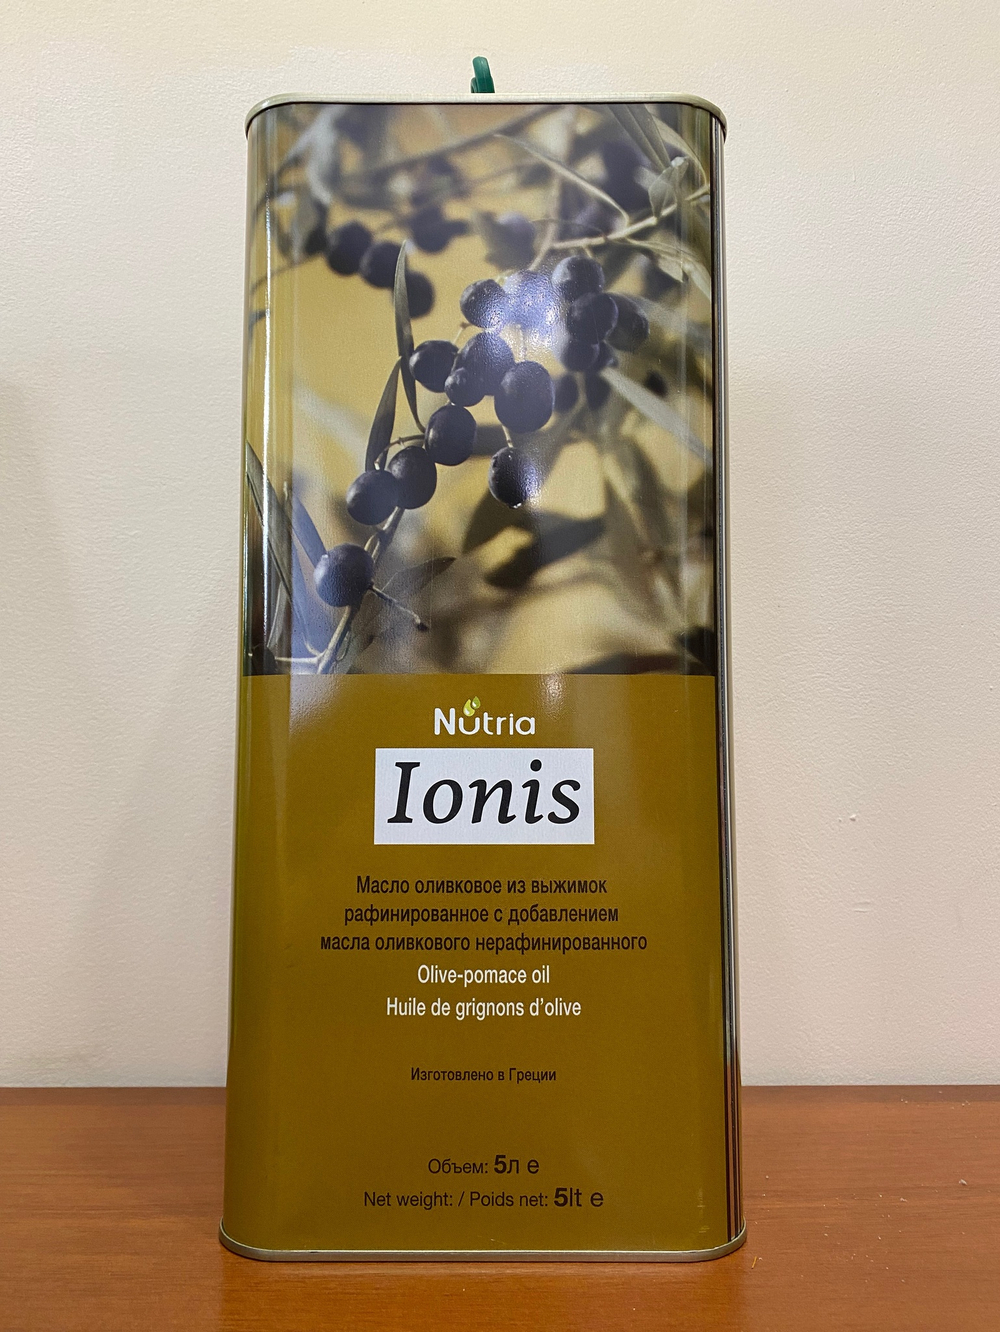 Nutria
Ionis
Масло оливковое из выжимок
рафинированное с добавлением
масла оливкового нерафинированного
Olive-pomace oil
Huile de grignons d’olive
Изготовлено в Греции
Объем: 5л e
Net weight: / Poids net: 5lt e